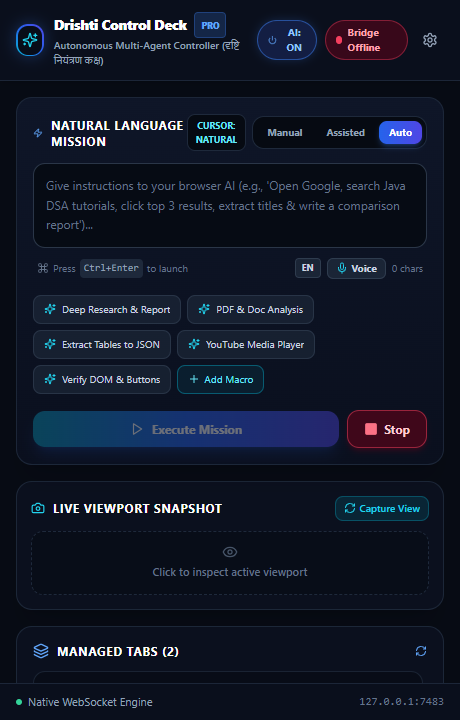 Drishti Control Deck PRO
Autonomous Multi-Agent Controller (दृष्टि
नियंत्रण कक्ष)
AI:
ON
Bridge
Offline
NATURAL LANGUAGE
MISSION
CURSOR:
NATURAL
Manual Assisted Auto
Give instructions to your browser AI (e.g., 'Open Google, search Java
DSA tutorials, click top 3 results, extract titles & write a comparison
report')...
⌘ Press Ctrl+Enter to launch EN Voice 0 chars
Deep Research & Report PDF & Doc Analysis
Extract Tables to JSON YouTube Media Player
Verify DOM & Buttons + Add Macro
Execute Mission Stop
LIVE VIEWPORT SNAPSHOT Capture View
Click to inspect active viewport
MANAGED TABS (2)
Native WebSocket Engine 127.0.0.1:7483